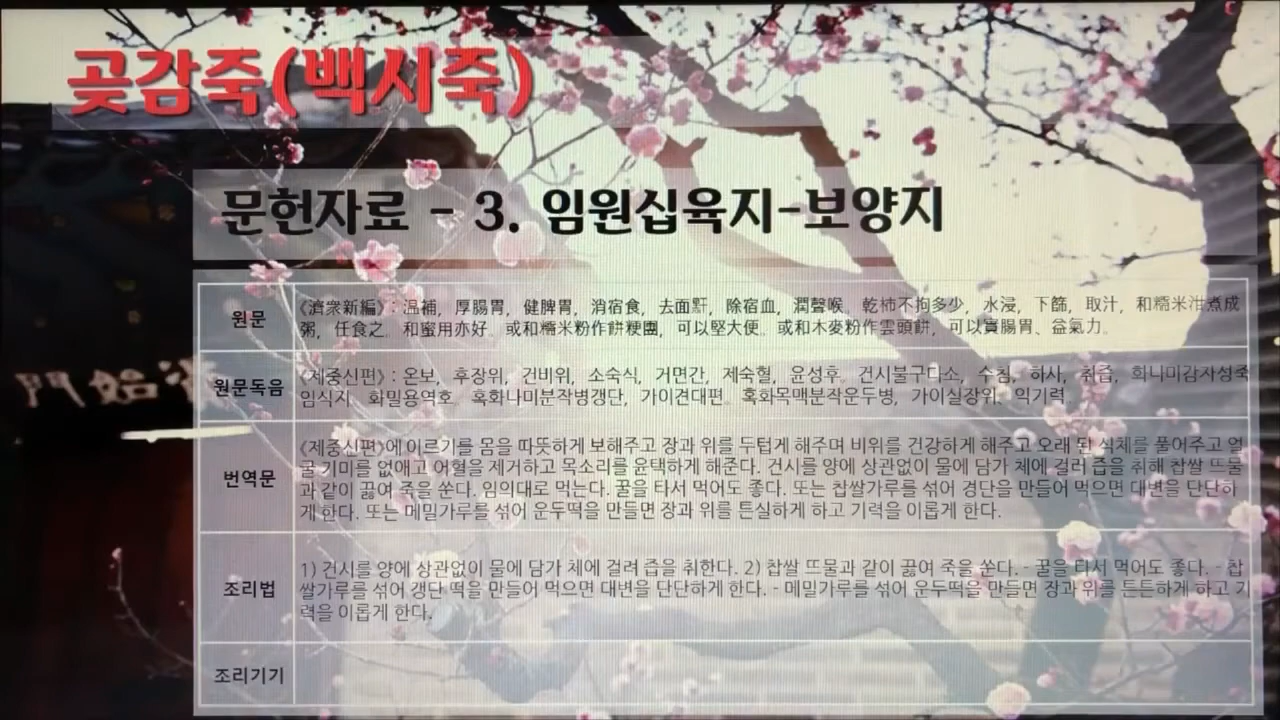 곶감죽(백시죽)
문헌자료 - 3. 임원십육지-보양지
원문
《濟衆新編》: 温補, 厚腸胃, 健脾胃, 消宿食, 去面䵟, 除宿血, 潤聲喉. 乾柿不拘多少, 水浸, 下篩, 取汁, 和糯米泔煮成
粥, 任食之. 和蜜用亦好. 或和糯米粉作餠粳團, 可以堅大便. 或和木麥粉作雲頭餠, 可以實腸胃、益氣力.
원문독음
《제중신편》: 온보, 후장위, 건비위, 소숙식, 거면간, 제숙혈, 윤성후. 건시불구다소, 수침, 하사, 취즙, 화나미감자성죽
임식지. 화밀용역호. 혹화나미분작병갱단, 가이견대편. 혹화목맥분작운두병, 가이실장위、익기력.
번역문
《제중신편》에 이르기를 몸을 따뜻하게 보해주고 장과 위를 두텁게 해주며 비위를 건강하게 해주고 오래 된 식체를 풀어주고 얼
굴 기미를 없애고 어혈을 제거하고 목소리를 윤택하게 해준다. 건시를 양에 상관없이 물에 담가 체에 걸러 즙을 취해 찹쌀 뜨물
과 같이 끓여 죽을 쑨다. 임의대로 먹는다. 꿀을 타서 먹어도 좋다. 또는 찹쌀가루를 섞어 경단을 만들어 먹으면 대변을 단단하
게 한다. 또는 메밀가루를 섞어 운두떡을 만들면 장과 위를 튼실하게 하고 기력을 이롭게 한다.
조리법
1) 건시를 양에 상관없이 물에 담가 체에 걸려 즙을 취한다. 2) 찹쌀 뜨물과 같이 끓여 죽을 쑨다. - 꿀을 타서 먹어도 좋다. - 찹
쌀가루를 섞어 갱단 떡을 만들어 먹으면 대변을 단단하게 한다. - 메밀가루를 섞어 운두떡을 만들면 장과 위를 튼튼하게 하고 기
력을 이롭게 한다.
조리기기
門始